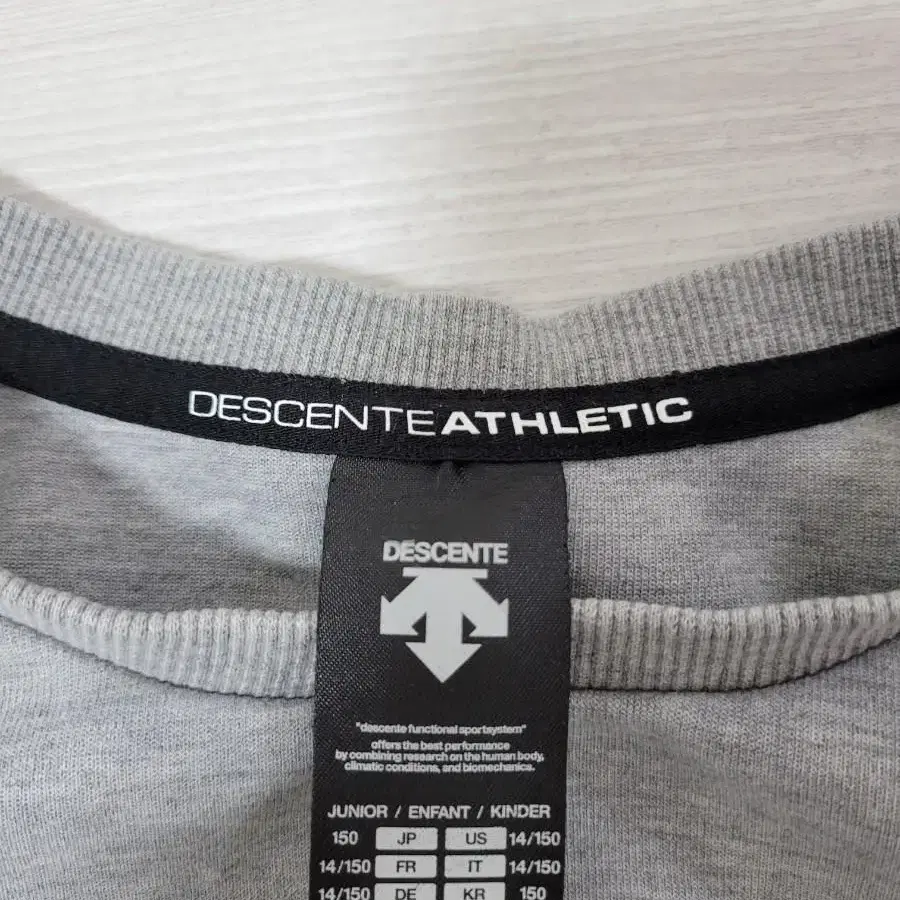 DESCENTEATHLETIC
DESCENTE
"descente functional sportsystem"
offers the best performance
by combining research on the human body,
climatic conditions, and biomechanics.
JUNIOR / ENFANT / KINDER
150 JP US 14/150
14/150 FR IT 14/150
14/150 DE KR 150